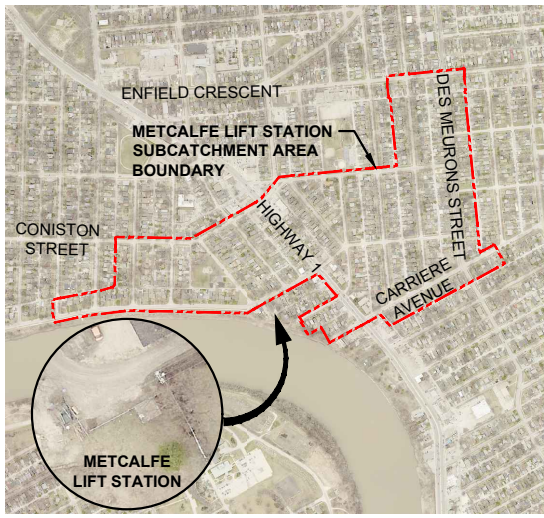 ENFIELD CRESCENT
METCALFE LIFT STATION
SUBCATCHMENT AREA
BOUNDARY
DES MEURONS STREET
CONISTON
STREET
HIGHWAY 1
CARRIERE
AVENUE
METCALFE
LIFT STATION